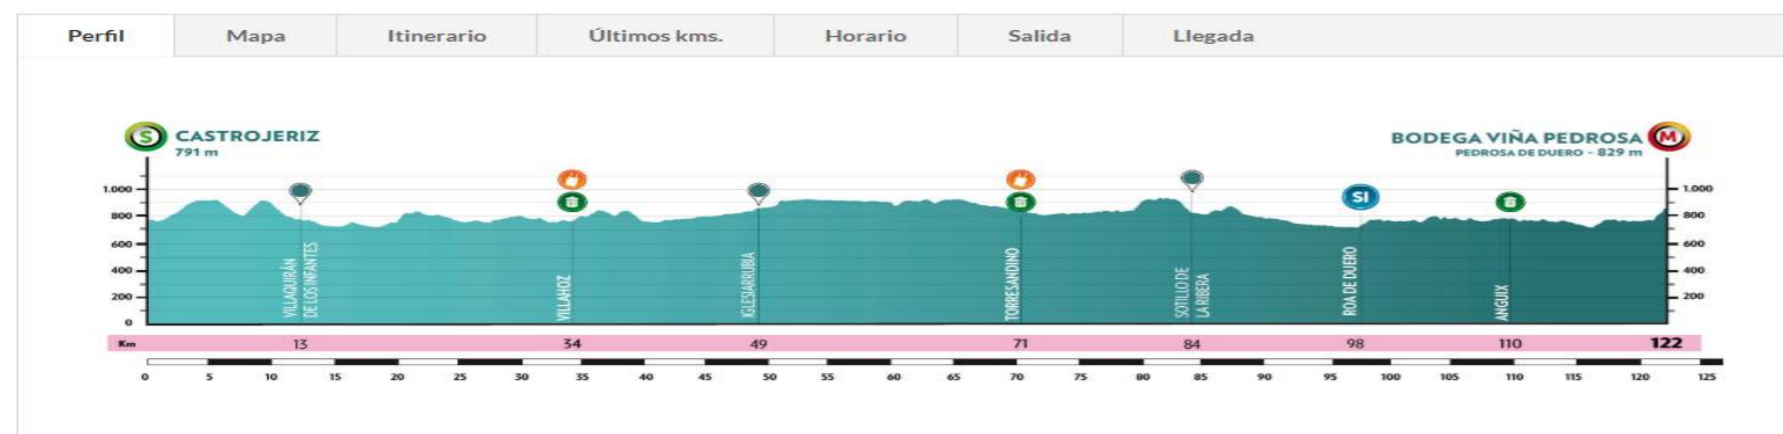 Perfil Mapa Itinerario Últimos kms. Horario Salida Llegada
S CASTROJERIZ
791 m
BODEGA VIÑA PEDROSA M
PEDROSA DE DUERO - 829 m
1.000 1.000
800 800
600 600
400 400
200 200
0
SI
VILLAQUIRÁN
DE LOS INFANTES
VILLAHOZ
IGLESIARRUBIA
TORRESANDINO
SOTILLO DE
LA RIBERA
ROA DE DUERO
ANGUIX
Km 13 34 49 71 84 98 110 122
0 5 10 15 20 25 30 35 40 45 50 55 60 65 70 75 80 85 90 95 100 105 110 115 120 125